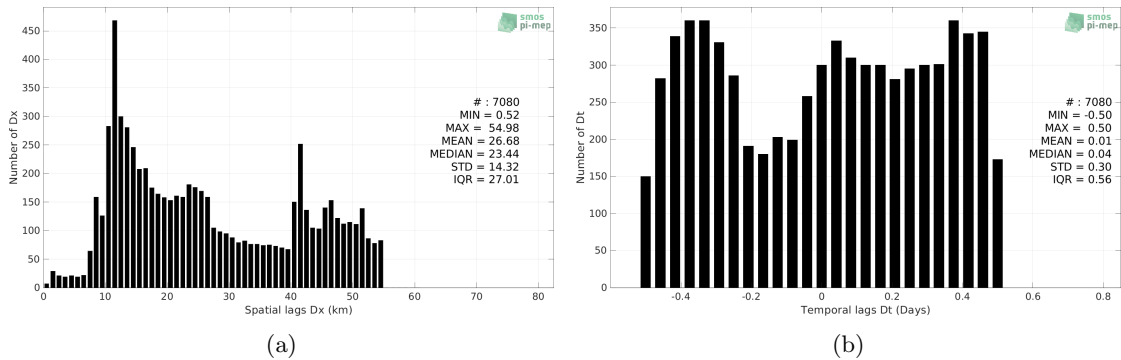 smos
pi-mep
450
400
350
300
250
200
150
100
50
0
Number of Dx
# : 7080
MIN = 0.52
MAX = 54.98
MEAN = 26.68
MEDIAN = 23.44
STD = 14.32
IQR = 27.01
0 10 20 30 40 50 60 70 80
Spatial lags Dx (km)
(a)
smos
pi-mep
350
300
250
200
150
100
50
0
Number of Dt
# : 7080
MIN = -0.50
MAX = 0.50
MEAN = 0.01
MEDIAN = 0.04
STD = 0.30
IQR = 0.56
-0.4 -0.2 0 0.2 0.4 0.6 0.8
Temporal lags Dt (Days)
(b)